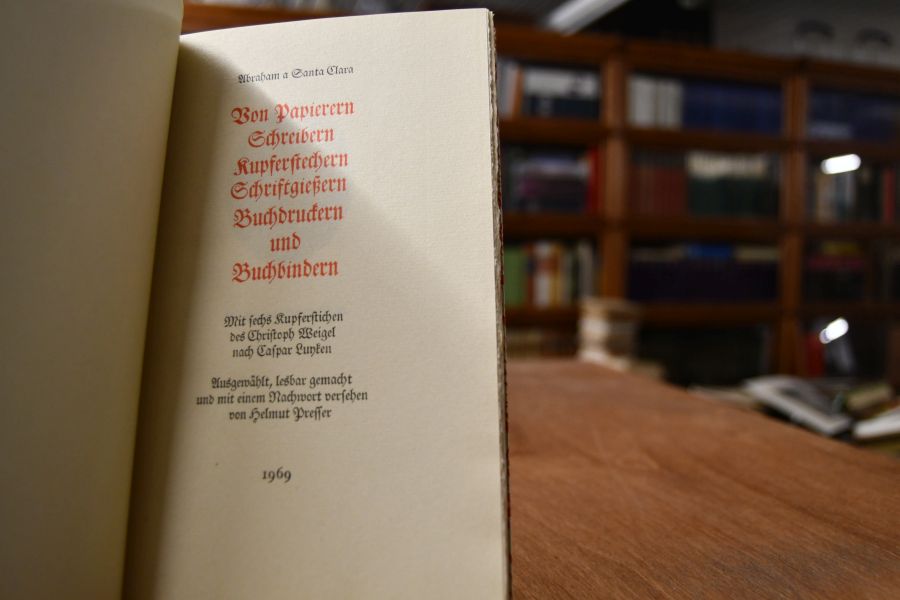 Abraham a Santa Clara
Von Papierern
Schreibern
Kupferstechern
Schriftgießern
Buchdruckern
und
Buchbindern
Mit sechs Kupferstichen
des Christoph Weigel
nach Caspar Luyken
Ausgewählt, lesbar gemacht
und mit einem Nachwort versehen
von Helmut Presser
1969